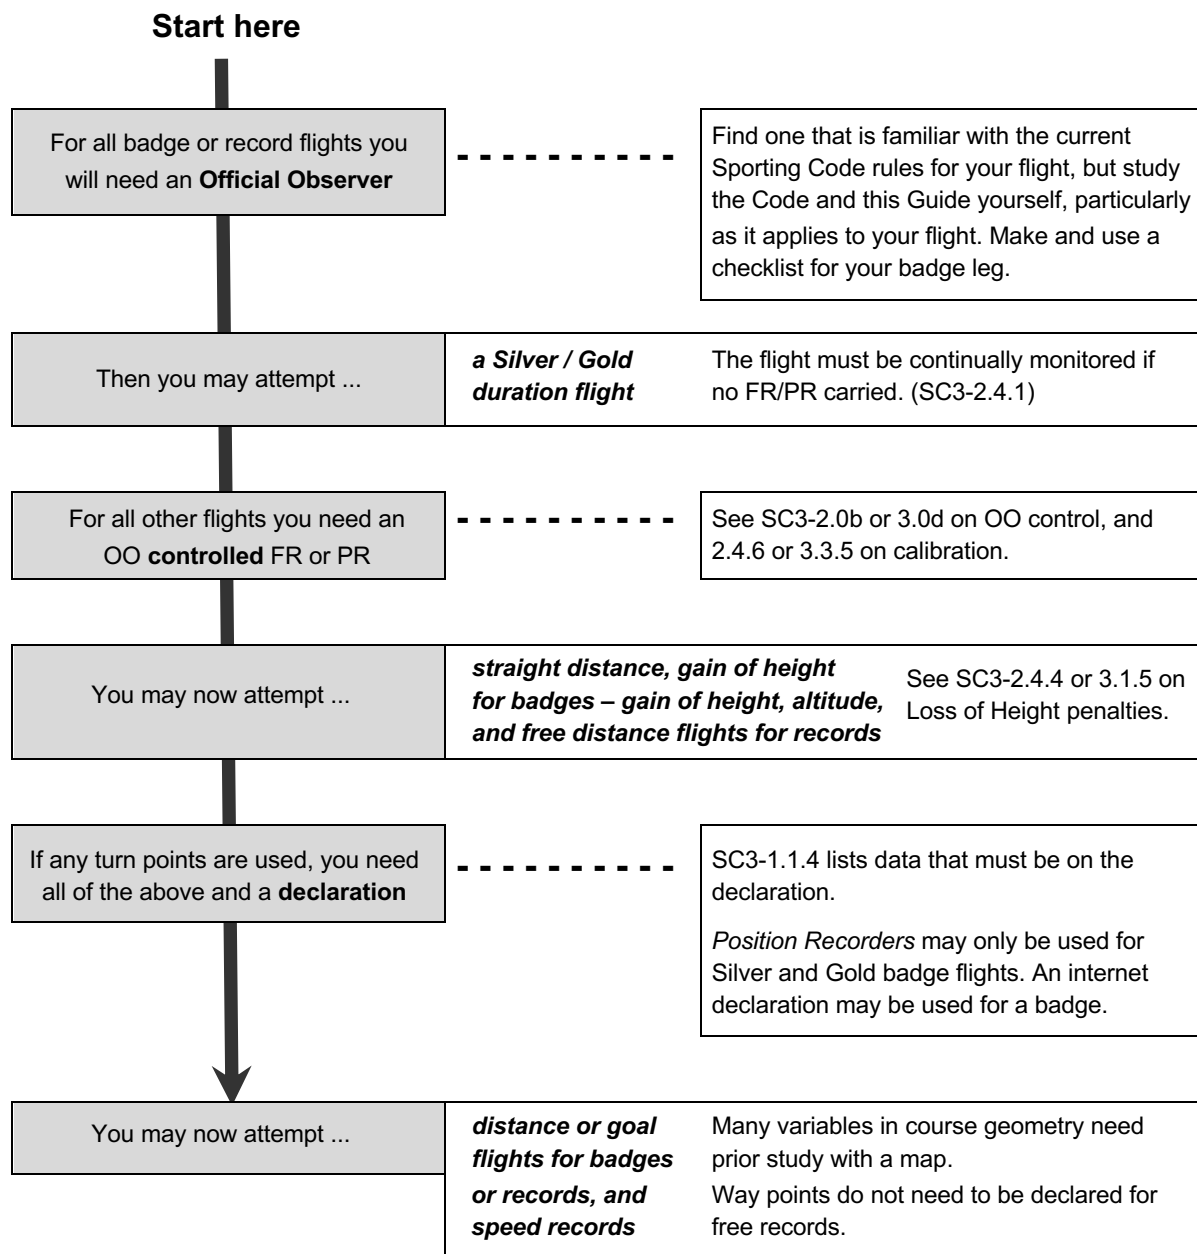 Start here
For all badge or record flights you
will need an Official Observer
- - - - - - - - - -
Find one that is familiar with the current
Sporting Code rules for your flight, but study
the Code and this Guide yourself, particularly
as it applies to your flight. Make and use a
checklist for your badge leg.
Then you may attempt ...
a Silver / Gold
duration flight
The flight must be continually monitored if
no FR/PR carried. (SC3-2.4.1)
For all other flights you need an
OO controlled FR or PR
- - - - - - - - - -
See SC3-2.0b or 3.0d on OO control, and
2.4.6 or 3.3.5 on calibration.
You may now attempt ...
straight distance, gain of height
for badges – gain of height, altitude,
and free distance flights for records
See SC3-2.4.4 or 3.1.5 on
Loss of Height penalties.
If any turn points are used, you need
all of the above and a declaration
- - - - - - - - - -
SC3-1.1.4 lists data that must be on the
declaration.
Position Recorders may only be used for
Silver and Gold badge flights. An internet
declaration may be used for a badge.
You may now attempt ...
distance or goal
flights for badges
or records, and
speed records
Many variables in course geometry need
prior study with a map.
Way points do not need to be declared for
free records.